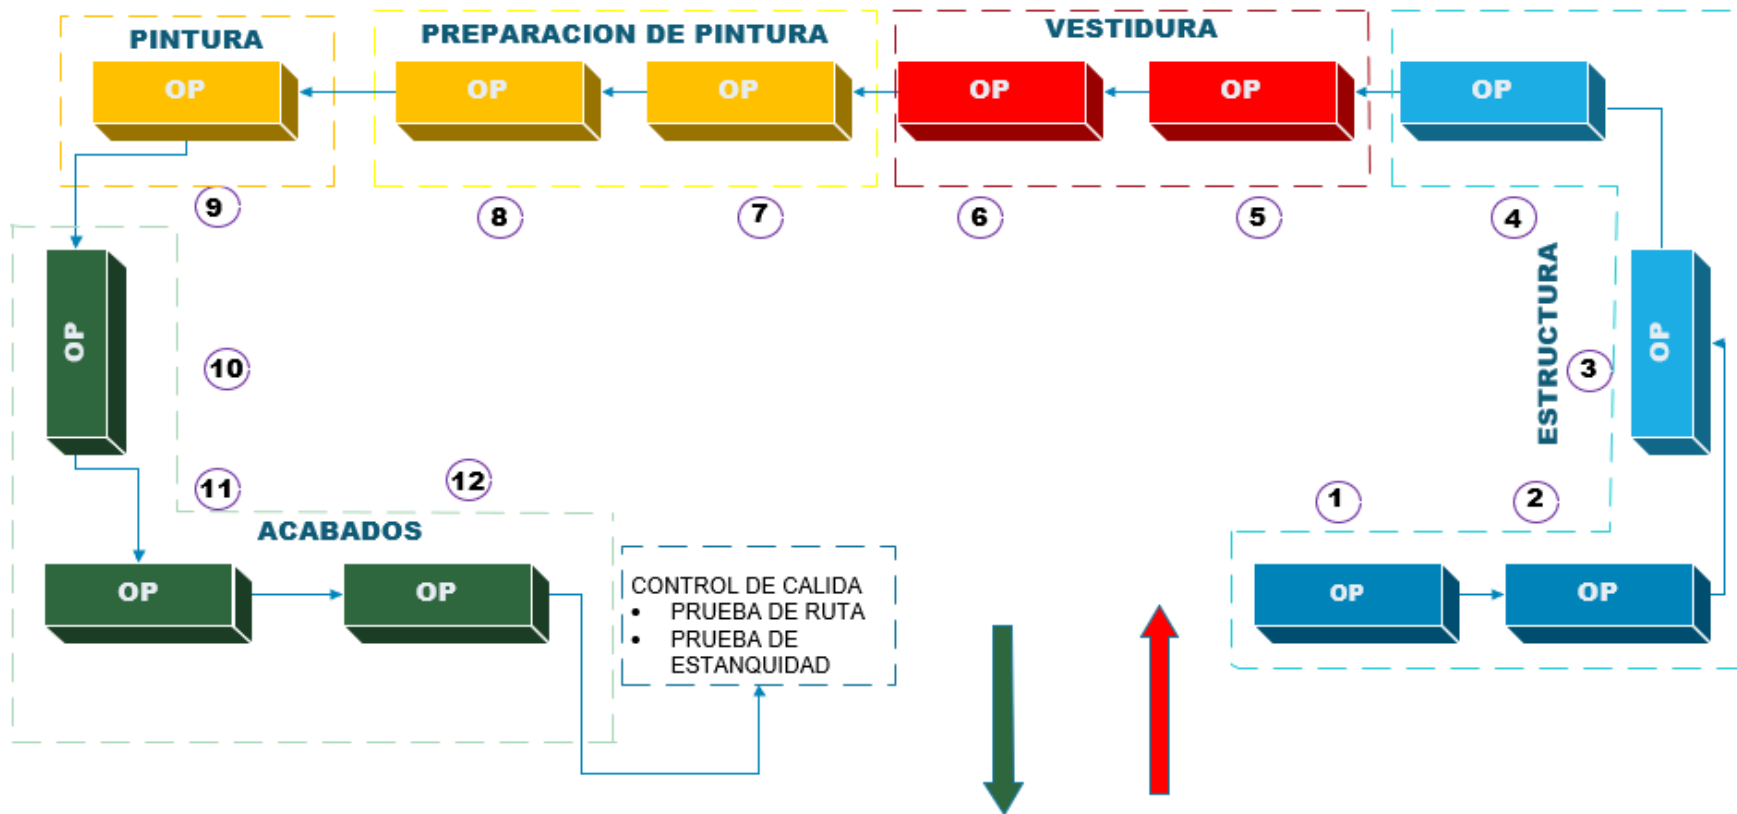 PINTURA
PREPARACION DE PINTURA
VESTIDURA
OP
OP
OP
OP
OP
OP
9
8
7
6
5
4
OP
10
ESTRUCTURA
3
OP
11
12
1
2
ACABADOS
OP
OP
CONTROL DE CALIDA
• PRUEBA DE RUTA
• PRUEBA DE
ESTANQUIDAD
OP
OP